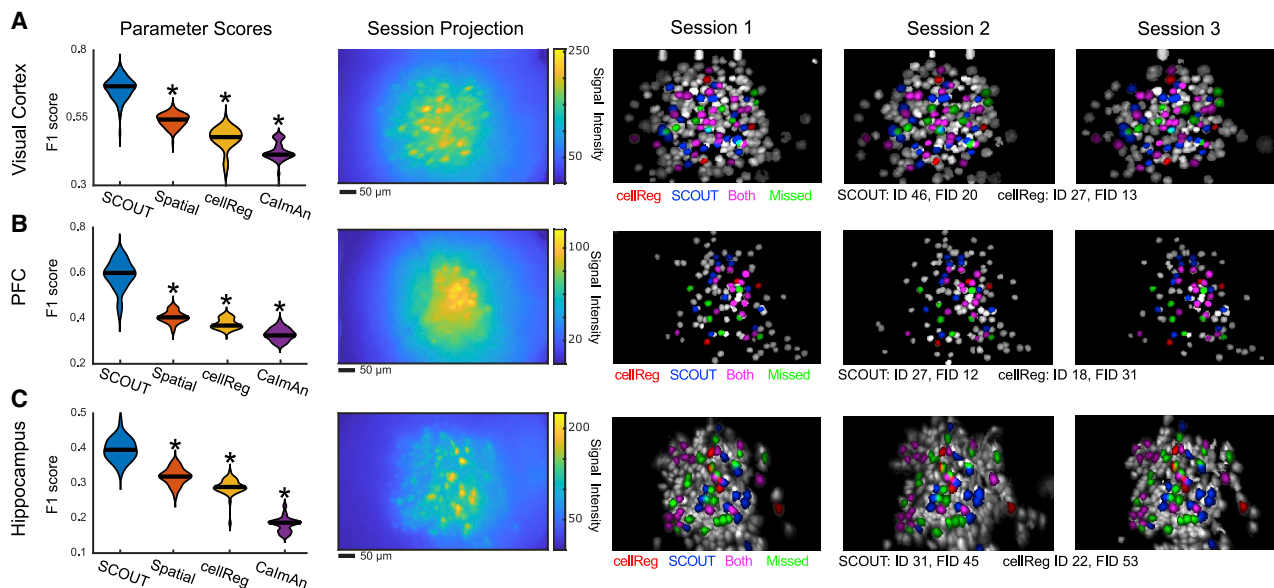 A
Parameter Scores
Session Projection
Session 1
Session 2
Session 3
Visual Cortex
F1 score
0.8
0.55
0.3
SCOUT
Spatial
cellReg
CaImAn
*
*
*
250
50
Signal Intensity
50 µm
cellReg SCOUT Both Missed
SCOUT: ID 46, FID 20 cellReg: ID 27, FID 13
B
PFC
F1 score
0.8
0.6
0.4
0.2
SCOUT
Spatial
cellReg
CaImAn
*
*
*
100
20
Signal Intensity
50 µm
cellReg SCOUT Both Missed
SCOUT: ID 27, FID 12 cellReg: ID 18, FID 31
C
Hippocampus
F1 score
0.5
0.4
0.3
0.2
0.1
SCOUT
Spatial
cellReg
CaImAn
*
*
*
200
50
Signal Intensity
50 µm
cellReg SCOUT Both Missed
SCOUT: ID 31, FID 45 cellReg ID 22, FID 53